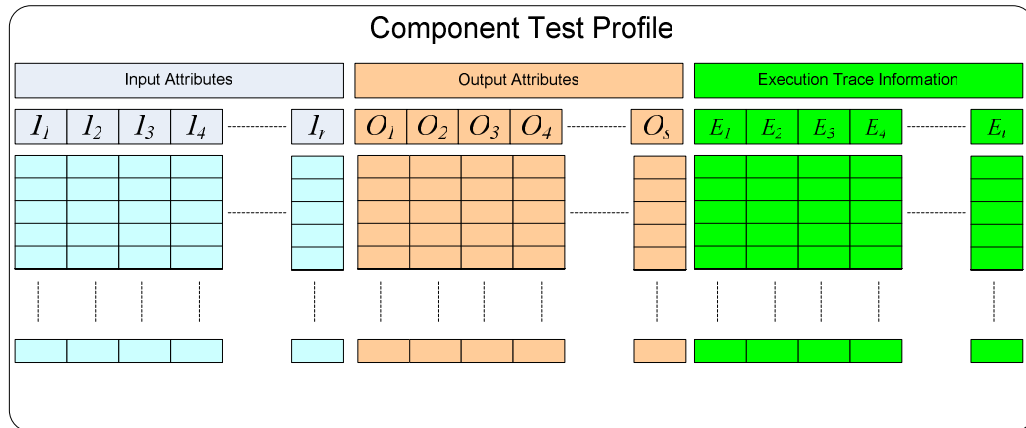 Component Test Profile
Input Attributes Output Attributes Execution Trace Information
I1 I2 I3 I4 Ir O1 O2 O3 O4 Os E1 E2 E3 E4 Et